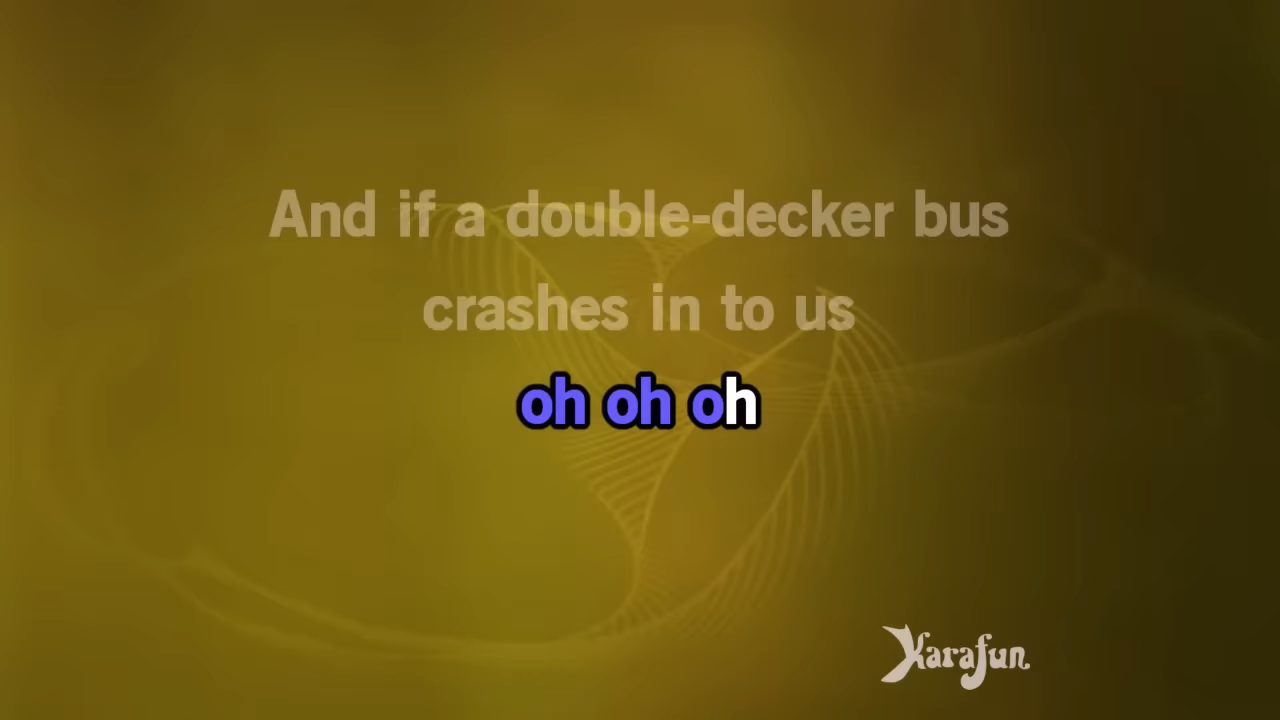 And if a double-decker bus
crashes in to us
oh oh oh
Karafun